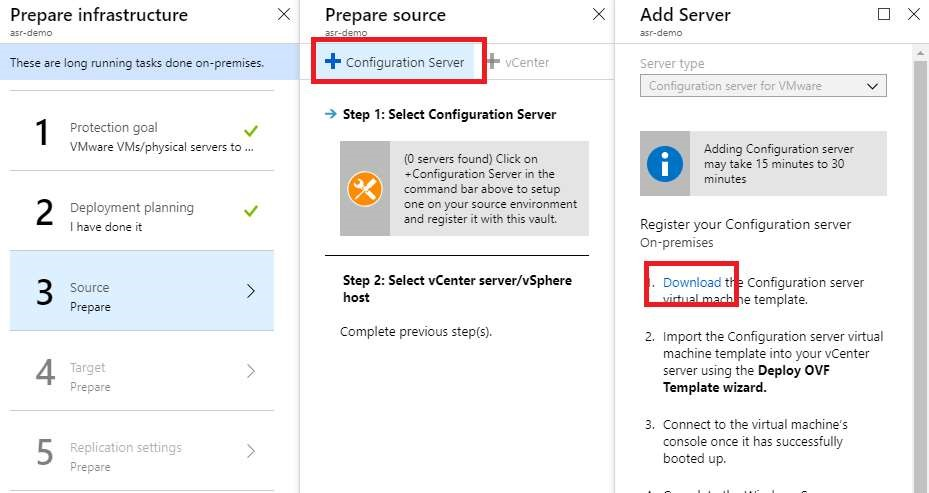 Prepare infrastructure
asr-demo
These are long running tasks done on-premises.
1
Protection goal
VMware VMs/physical servers to ...
2
Deployment planning
I have done it
3
Source
Prepare
4
Target
Prepare
5
Replication settings
Prepare
Prepare source
asr-demo
Configuration Server
vCenter
Step 1: Select Configuration Server
(0 servers found) Click on
+Configuration Server in the
command bar above to setup
one on your source environment
and register it with this vault.
Step 2: Select vCenter server/vSphere
host
Complete previous step(s).
Add Server
asr-demo
Server type
Configuration server for VMware
Adding Configuration server
may take 15 minutes to 30
minutes
Register your Configuration server
On-premises
1. Download the Configuration server
virtual machine template.
2. Import the Configuration server virtual
machine template into your vCenter
server using the Deploy OVF
Template wizard.
3. Connect to the virtual machine's
console once it has successfully
booted up.